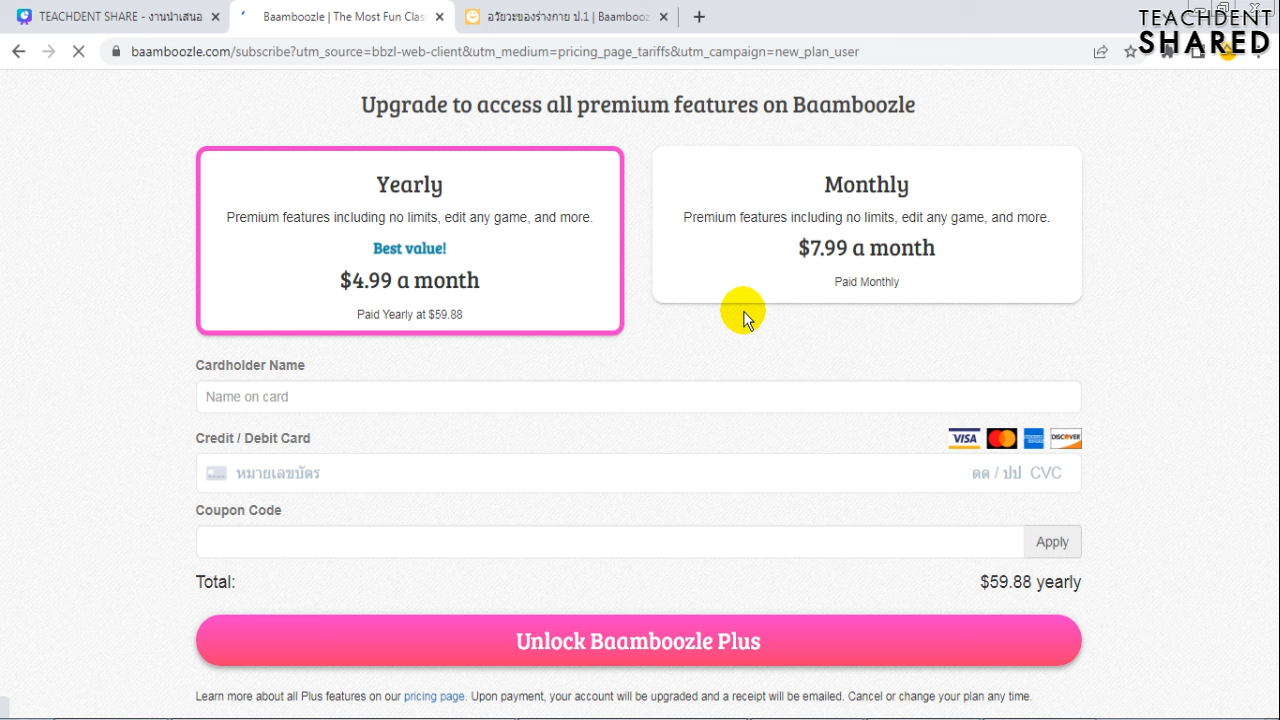 TEACHDENT SHARE - งานนำเสนอ
Baamboozle | The Most Fun Clas
อวัยวะของร่างกาย ป.1 | Baambooz
TEACHDENT
SHARED
baamboozle.com/subscribe?utm_source=bbzl-web-client&utm_medium=pricing_page_tariffs&utm_campaign=new_plan_user
Upgrade to access all premium features on Baamboozle
Yearly
Premium features including no limits, edit any game, and more.
Best value!
$4.99 a month
Paid Yearly at $59.88
Monthly
Premium features including no limits, edit any game, and more.
$7.99 a month
Paid Monthly
Cardholder Name
Name on card
Credit / Debit Card
VISA
DISCOVER
หมายเลขบัตร
ดด / ปป CVC
Coupon Code
Apply
Total:
$59.88 yearly
Unlock Baamboozle Plus
Learn more about all Plus features on our pricing page. Upon payment, your account will be upgraded and a receipt will be emailed. Cancel or change your plan any time.